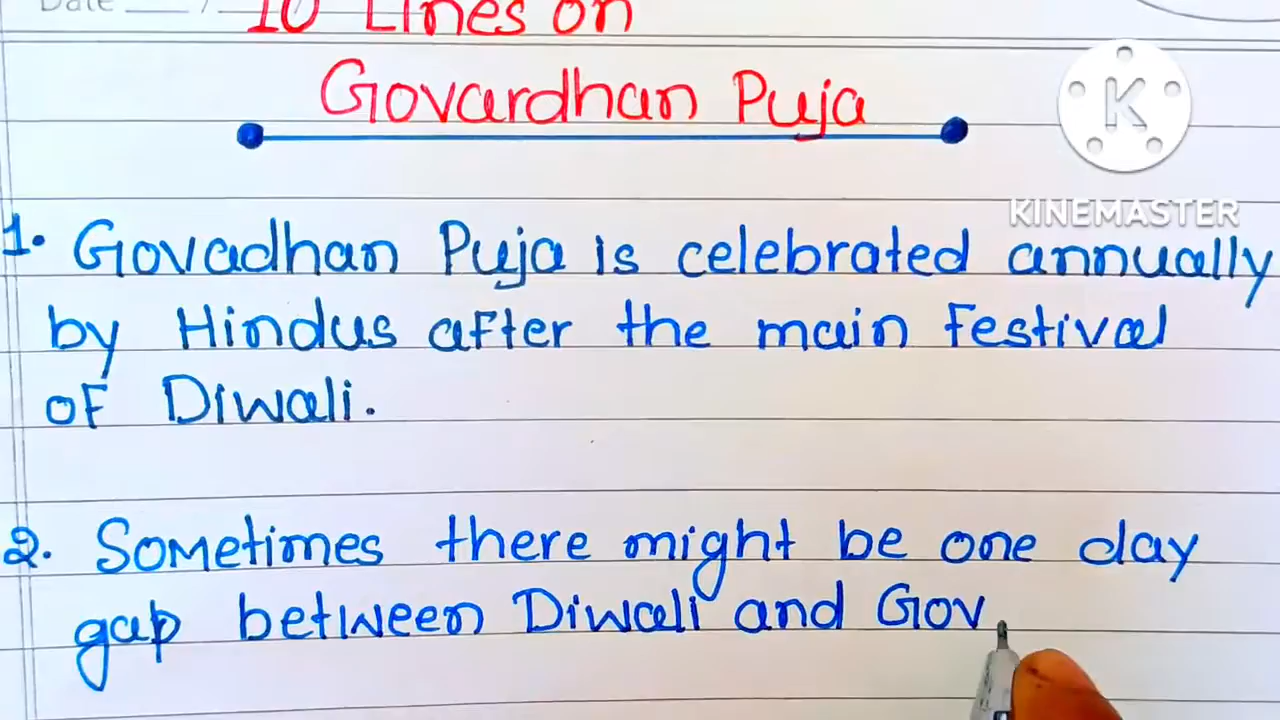 Date / /
10 Lines on
Govardhan Puja
K
KINEMASTER
1. Govadhan Puja is celebrated annually
by Hindus after the main festival
of Diwali.
2. Sometimes there might be one day
gap between Diwali and Gov